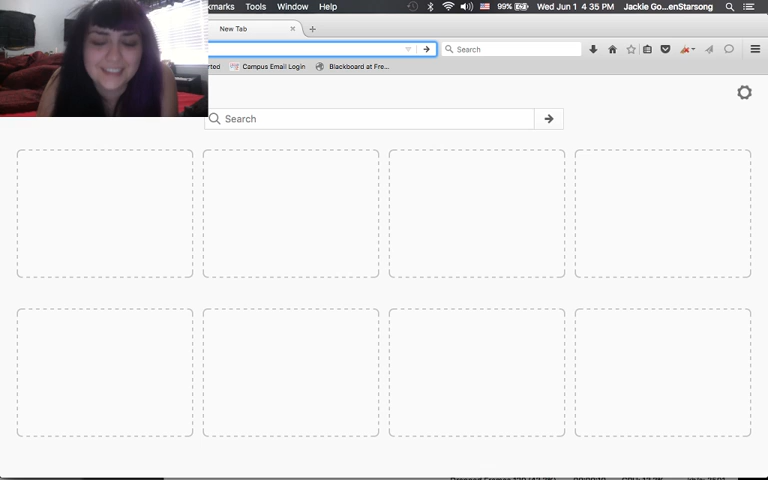 kmarks Tools Window Help 99% Wed Jun 1 4 35 PM Jackie Go...enStarsong
New Tab
Search
rted Campus Email Login Blackboard at Fre...
Search